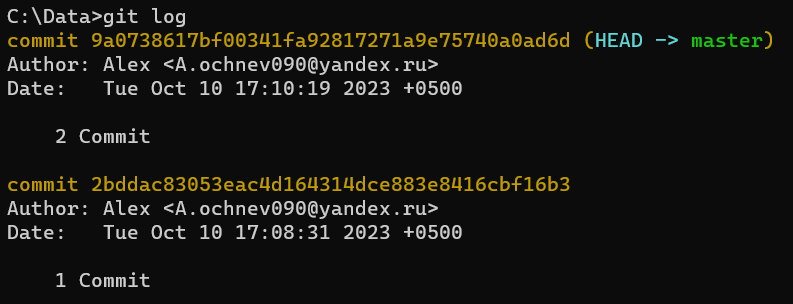 C:\Data>git log
commit 9a0738617bf00341fa92817271a9e75740a0ad6d (HEAD -> master)
Author: Alex <A.ochnev090@yandex.ru>
Date:   Tue Oct 10 17:10:19 2023 +0500
2 Commit
commit 2bddac83053eac4d164314dce883e8416cbf16b3
Author: Alex <A.ochnev090@yandex.ru>
Date:   Tue Oct 10 17:08:31 2023 +0500
1 Commit